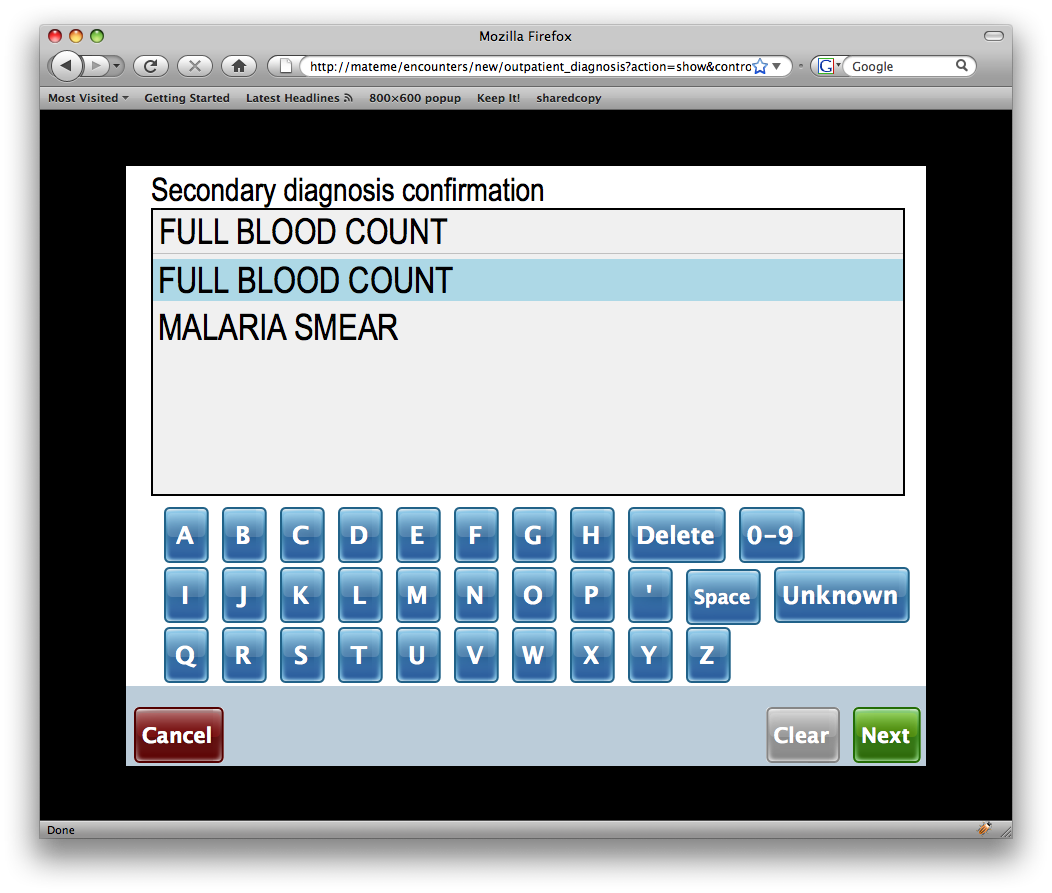 Mozilla Firefox
http://mateme/encounters/new/outpatient_diagnosis?action=show&contro
G Google
Most Visited Getting Started Latest Headlines 800×600 popup Keep It! sharedcopy
Secondary diagnosis confirmation
FULL BLOOD COUNT
FULL BLOOD COUNT
MALARIA SMEAR
A B C D E F G H Delete 0-9
I J K L M N O P ' Space Unknown
Q R S T U V W X Y Z
Cancel Clear Next
Done